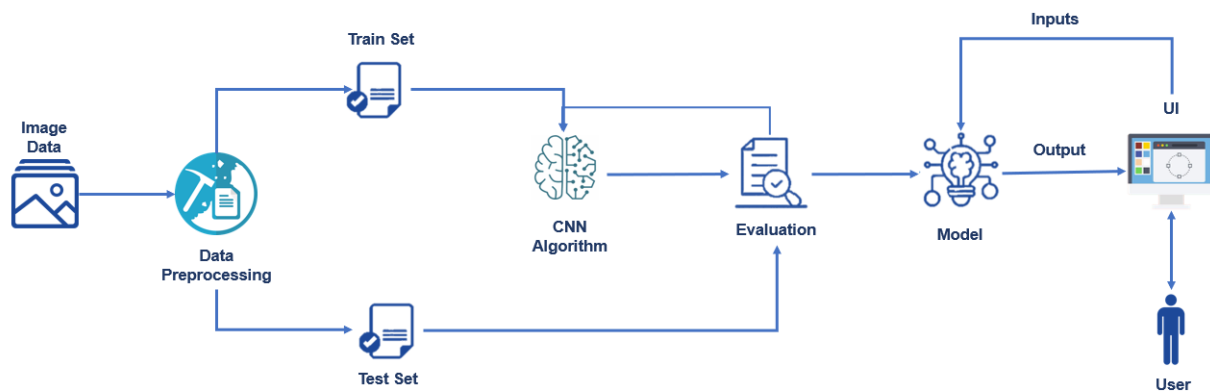 Inputs
Train Set
UI
Image
Data
Output
CNN
Algorithm
Evaluation
Model
Data
Preprocessing
Test Set
User